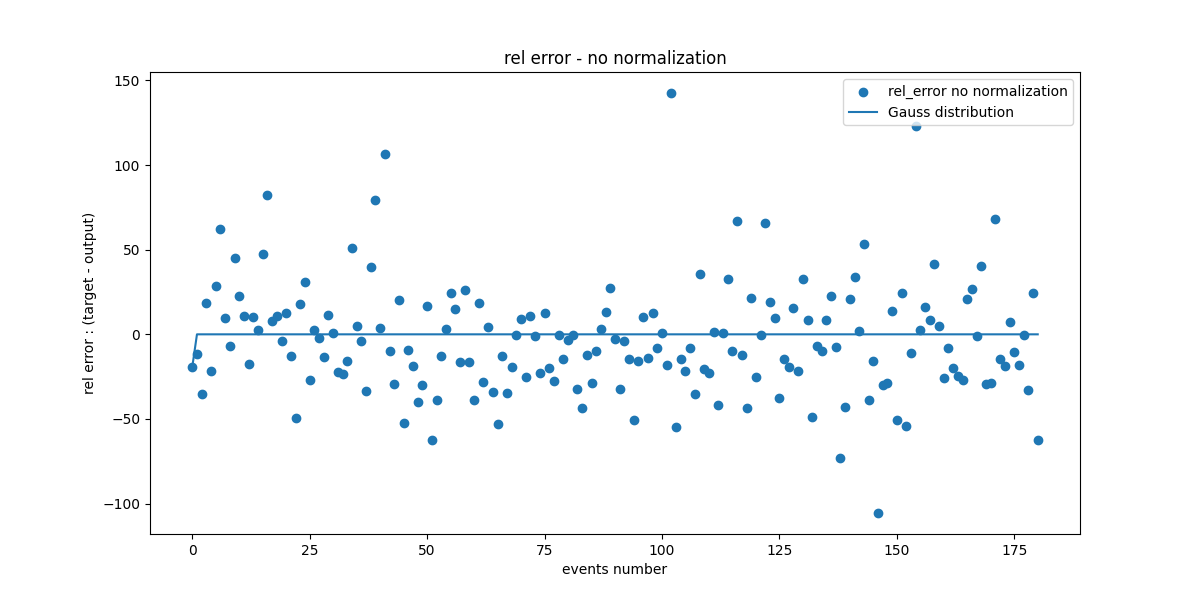 rel error - no normalization
rel_error no normalization
Gauss distribution
rel error : (target - output)
150
100
50
0
−50
−100
0 25 50 75 100 125 150 175
events number